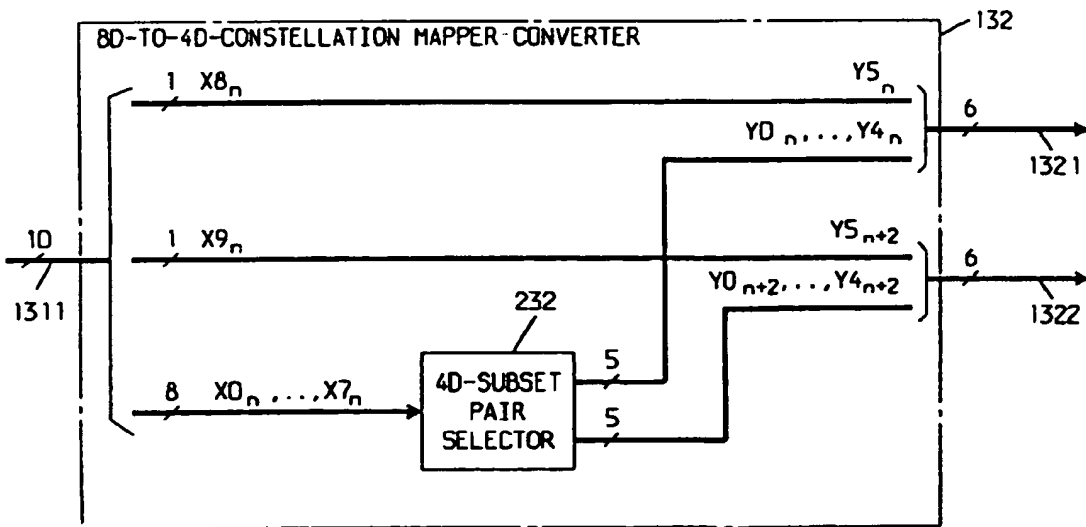 8D-TO-4D-CONSTELLATION MAPPER CONVERTER
132
1 X8n
Y5n
6
Y0n,...,Y4n
1321
10
1 X9n
Y5n+2
6
1311
Y0n+2,...,Y4n+2
1322
232
8 X0n,...,X7n
4D-SUBSET
PAIR
SELECTOR
5
5